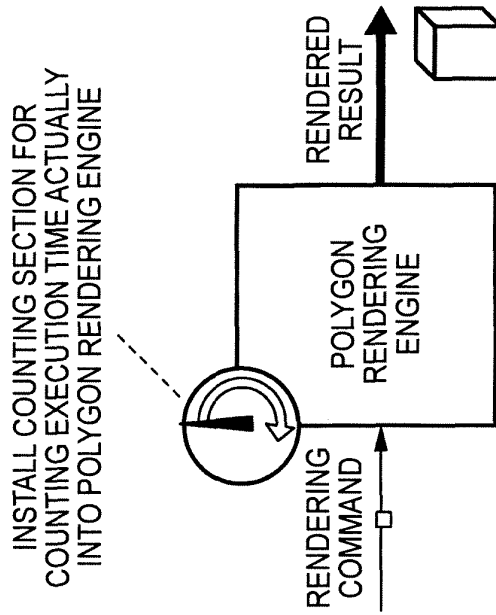 INSTALL COUNTING SECTION FOR
COUNTING EXECUTION TIME ACTUALLY
INTO POLYGON RENDERING ENGINE
RENDERING
COMMAND
POLYGON
RENDERING
ENGINE
RENDERED
RESULT